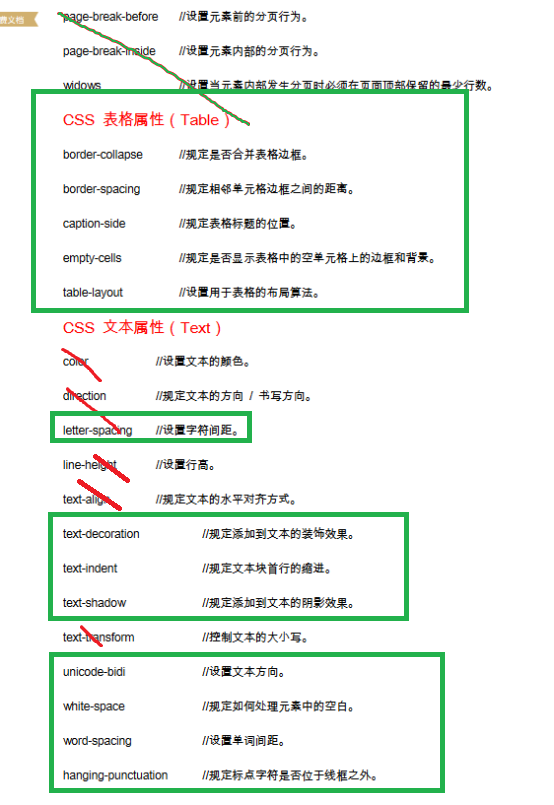 费文档
page-break-before //设置元素前的分页行为。
page-break-inside //设置元素内部的分页行为。
widows //设置当元素内部发生分页时必须在页面顶部保留的最少行数。
CSS 表格属性（Table）
border-collapse //规定是否合并表格边框。
border-spacing //规定相邻单元格边框之间的距离。
caption-side //规定表格标题的位置。
empty-cells //规定是否显示表格中的空单元格上的边框和背景。
table-layout //设置用于表格的布局算法。
CSS 文本属性（Text）
color //设置文本的颜色。
direction //规定文本的方向 / 书写方向。
letter-spacing //设置字符间距。
line-height //设置行高。
text-align //规定文本的水平对齐方式。
text-decoration //规定添加到文本的装饰效果。
text-indent //规定文本块首行的缩进。
text-shadow //规定添加到文本的阴影效果。
text-transform //控制文本的大小写。
unicode-bidi //设置文本方向。
white-space //规定如何处理元素中的空白。
word-spacing //设置单词间距。
hanging-punctuation //规定标点字符是否位于线框之外。